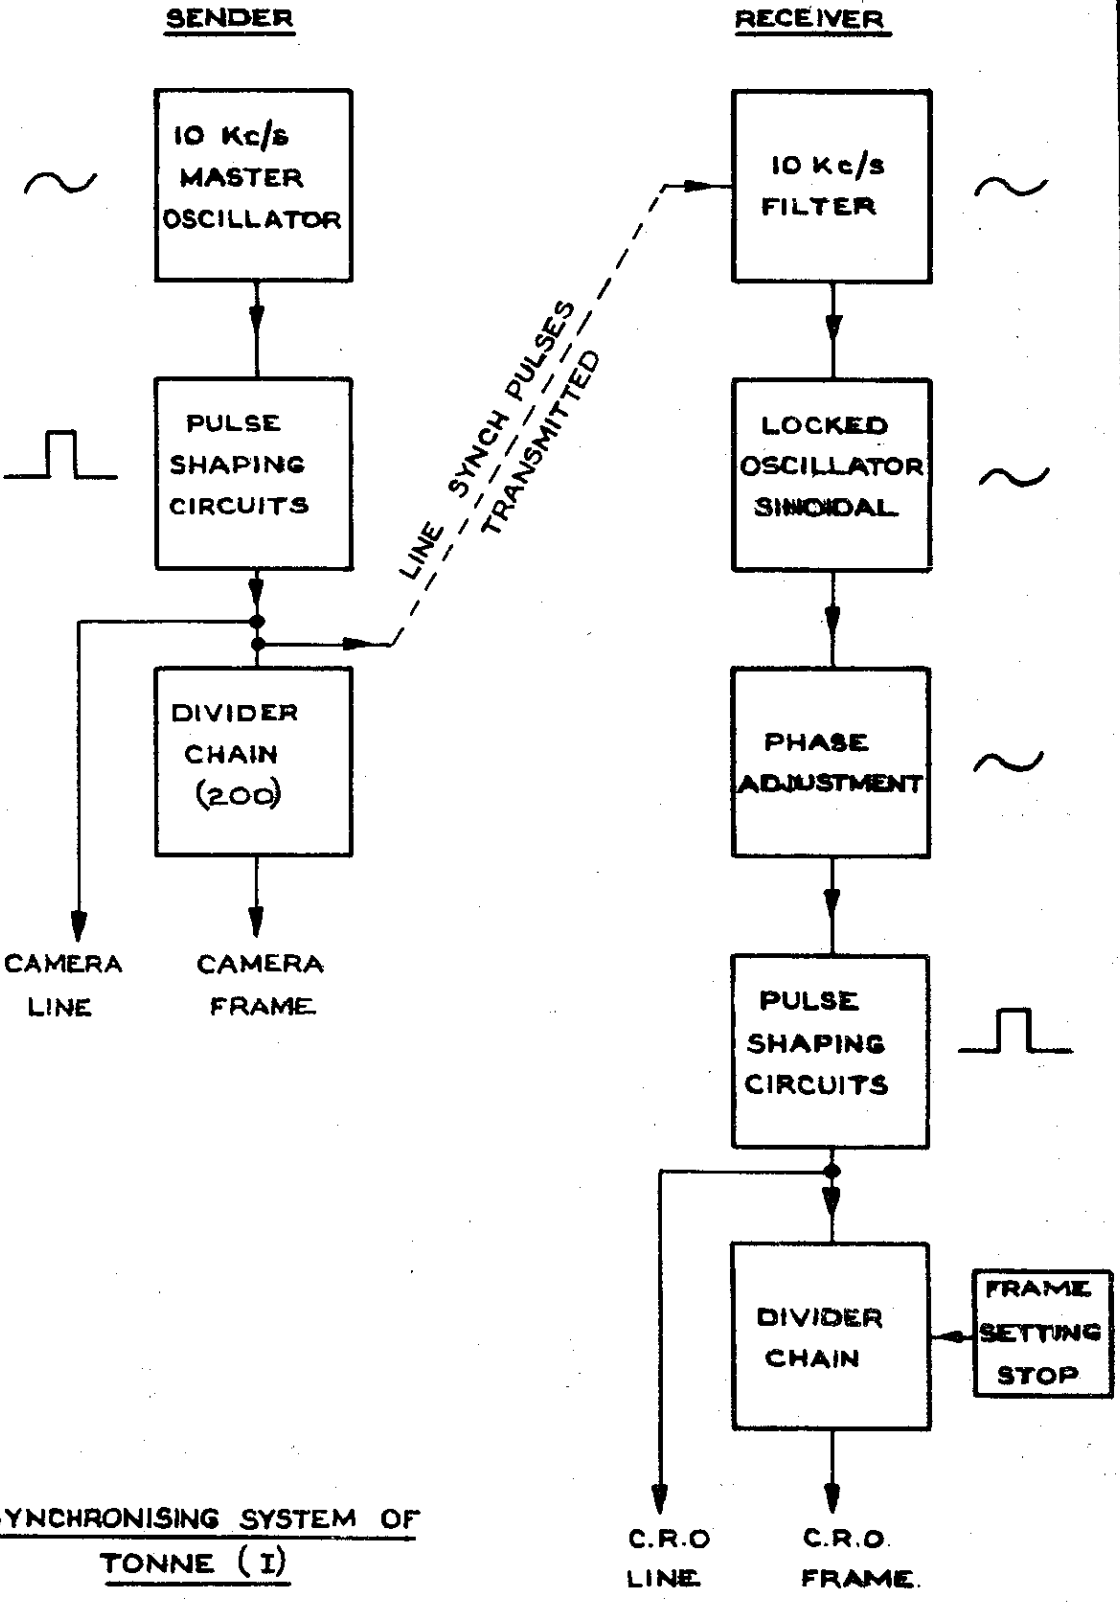 SENDER
10 Kc/s
MASTER
OSCILLATOR
PULSE
SHAPING
CIRCUITS
LINE SYNCH PULSES
TRANSMITTED
DIVIDER
CHAIN
(200)
CAMERA
LINE
CAMERA
FRAME
RECEIVER
10 Kc/s
FILTER
LOCKED
OSCILLATOR
SINOIDAL
PHASE
ADJUSTMENT
PULSE
SHAPING
CIRCUITS
DIVIDER
CHAIN
FRAME
SETTING
STOP
C.R.O
LINE
C.R.O.
FRAME.
YNCHRONISING SYSTEM OF
TONNE (I)